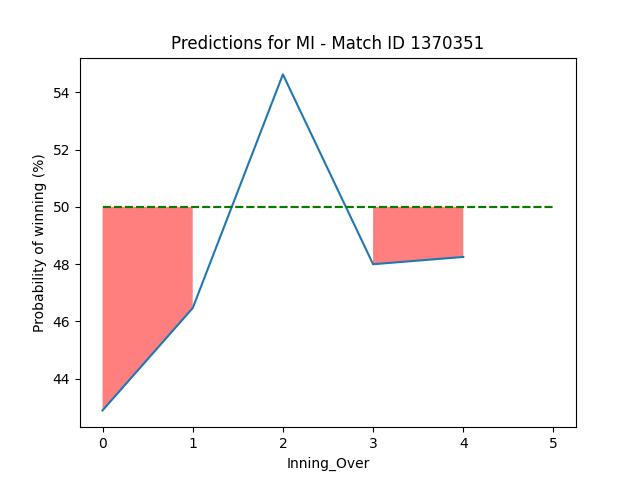 Predictions for MI - Match ID 1370351
54
52
50
48
46
44
0 1 2 3 4 5
Probability of winning (%)
Inning_Over